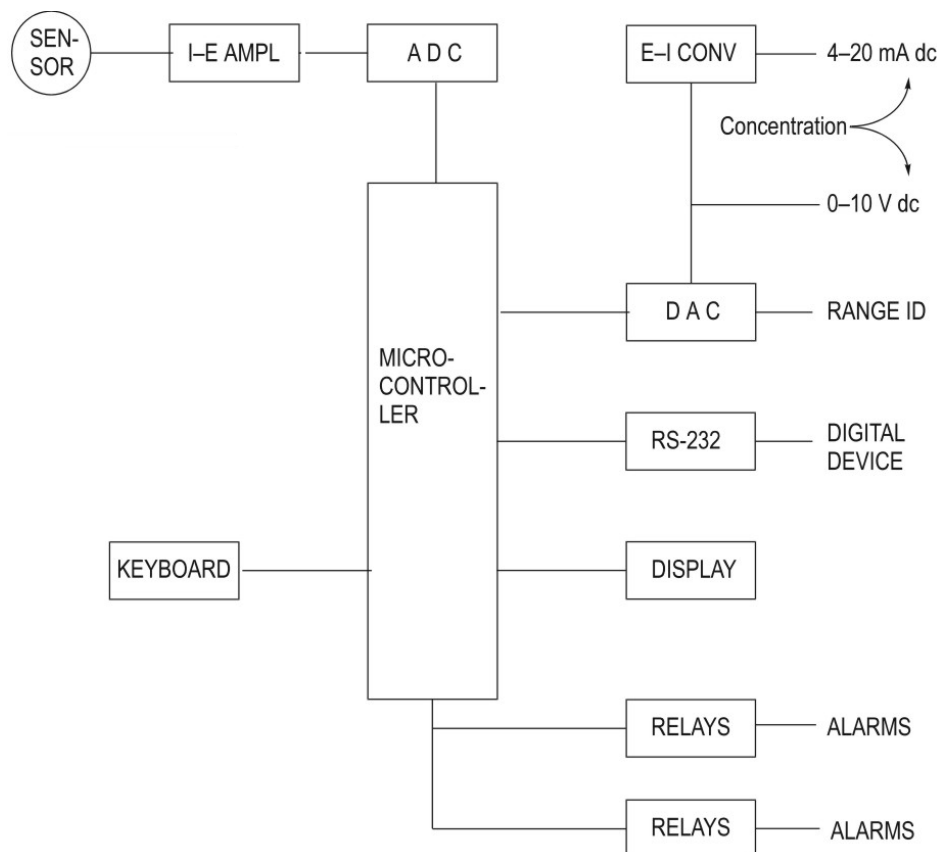 SEN-
SOR
I–E AMPL
A D C
E–I CONV
4–20 mA dc
Concentration
0–10 V dc
D A C
RANGE ID
MICRO-
CONTROL-
LER
RS-232
DIGITAL
DEVICE
KEYBOARD
DISPLAY
RELAYS
ALARMS
RELAYS
ALARMS